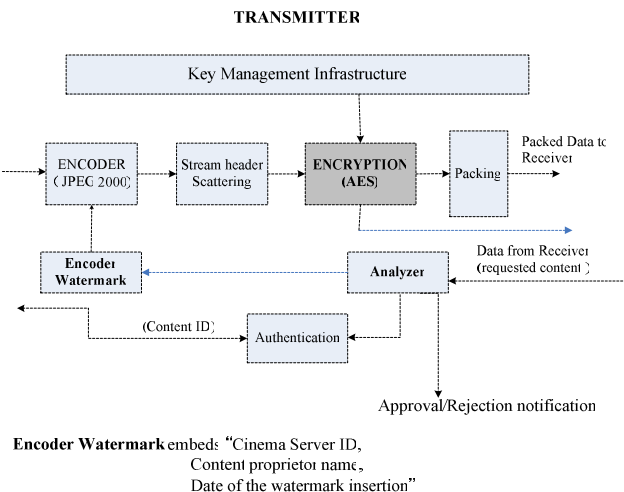 TRANSMITTER
Key Management Infrastructure
ENCODER
(JPEG 2000)
Stream header
Scattering
ENCRYPTION
(AES)
Packing
Packed Data to
Receiver
Encoder
Watermark
Analyzer
Data from Receiver
(requested content)
(Content ID)
Authentication
Approval/Rejection notification
Encoder Watermark embeds “Cinema Server ID,
Content proprietor name,
Date of the watermark insertion”